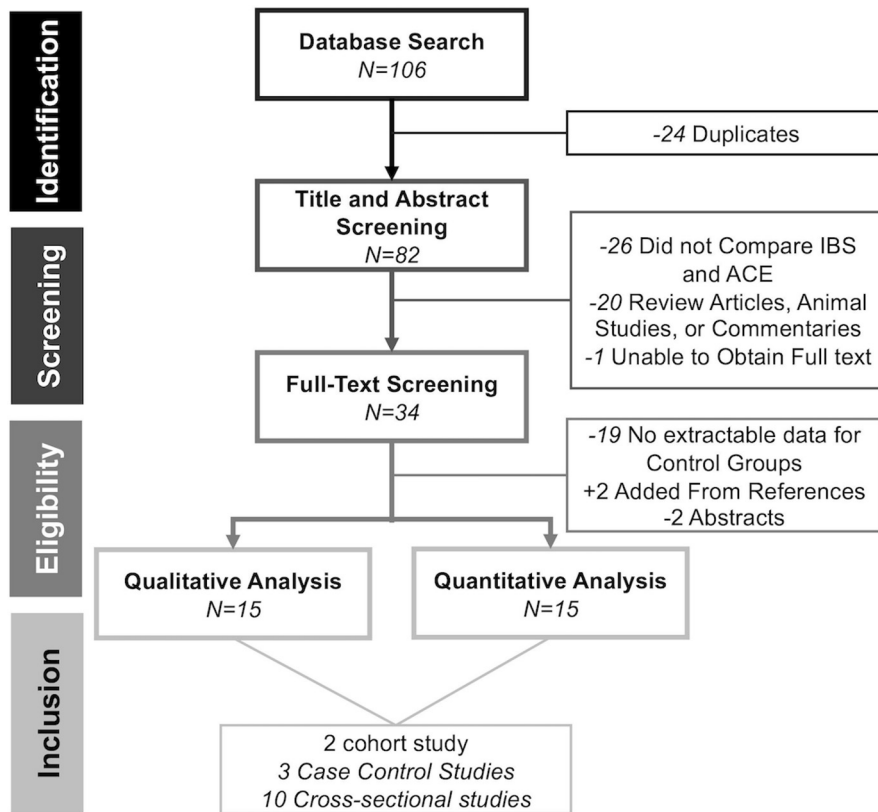 Identification
Database Search
N=106
-24 Duplicates
Title and Abstract
Screening
N=82
Screening
-26 Did not Compare IBS
and ACE
-20 Review Articles, Animal
Studies, or Commentaries
-1 Unable to Obtain Full text
Full-Text Screening
N=34
Eligibility
-19 No extractable data for
Control Groups
+2 Added From References
-2 Abstracts
Qualitative Analysis
N=15
Quantitative Analysis
N=15
Inclusion
2 cohort study
3 Case Control Studies
10 Cross-sectional studies